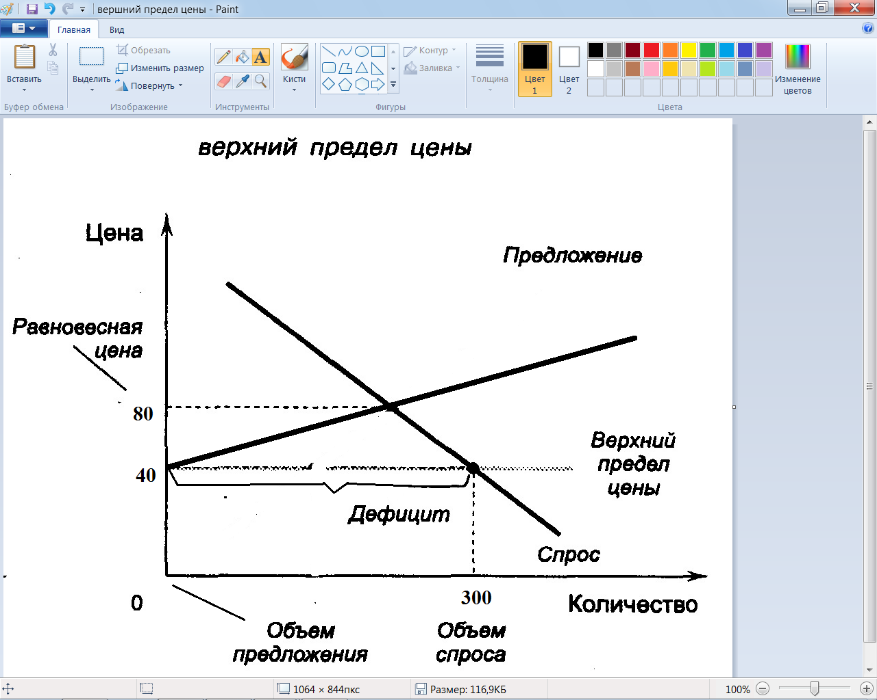 вершний предел цены - Paint
Главная
Вид
Вставить
Выделить
Обрезать
Изменить размер
Повернуть
Кисти
Контур
Заливка
Толщина
Цвет
1
Цвет
2
Изменение
цветов
Буфер обмена
Изображение
Инструменты
Фигуры
Цвета
верхний предел цены
Цена
Предложение
Равновесная
цена
80
Верхний
предел
цены
40
Дефицит
Спрос
0
300
Количество
Объем
предложения
Объем
спроса
1064 × 844пкс
Размер: 116,9КБ
100%